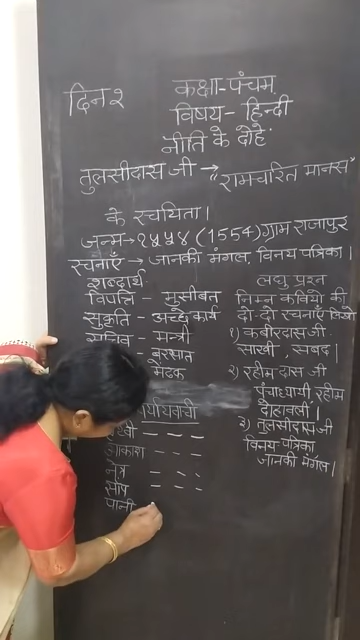 दिन २
कक्षा-पंचम
विषय - हिन्दी
नीति के दोहे
तुलसीदास जी → "रामचरित मानस"
के रचयिता।
जन्म → १५५४ (1554) ग्राम राजापुर
रचनाएँ → जानकी मंगल, विनय पत्रिका।
शब्दार्थ
विपत्ति - मुसीबत
सुकृति - अच्छे कार्य
सचिव - मन्त्री
बरसात
मेंढक
पर्यायवाची
पृथ्वी - - -
आकाश - - -
नेत्र - - -
साँप - - -
पानी
लघु प्रश्न
निम्न कवियों की
दो-दो रचनाएँ लिखो
१) कबीरदास जी
साखी, सबद।
२) रहीम दास जी
पंचाध्यायी, रहीम
दोहावली।
३) तुलसीदास जी
विनय पत्रिका
जानकी मंगल।